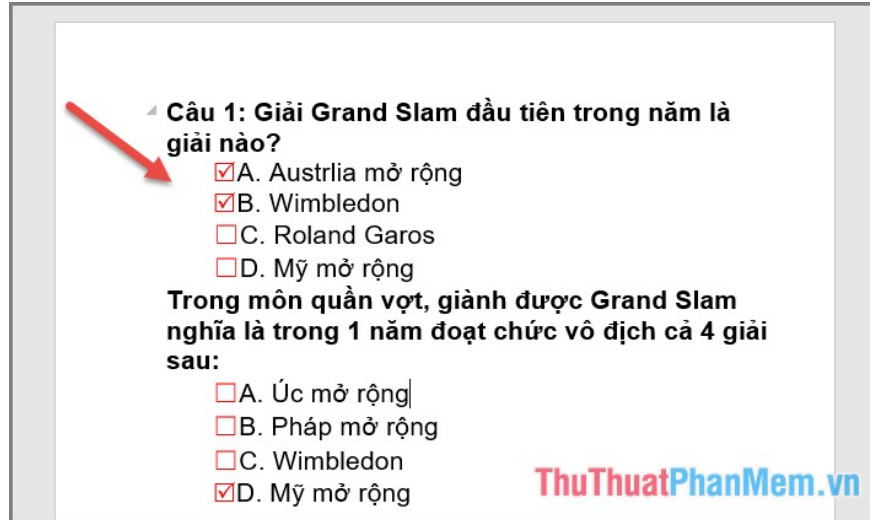 Câu 1: Giải Grand Slam đầu tiên trong năm là
giải nào?
☑A. Austrlia mở rộng
☑B. Wimbledon
☐C. Roland Garos
☐D. Mỹ mở rộng
Trong môn quần vợt, giành được Grand Slam
nghĩa là trong 1 năm đoạt chức vô địch cả 4 giải
sau:
☐A. Úc mở rộng
☐B. Pháp mở rộng
☐C. Wimbledon
☑D. Mỹ mở rộng
ThuThuatPhanMem.vn